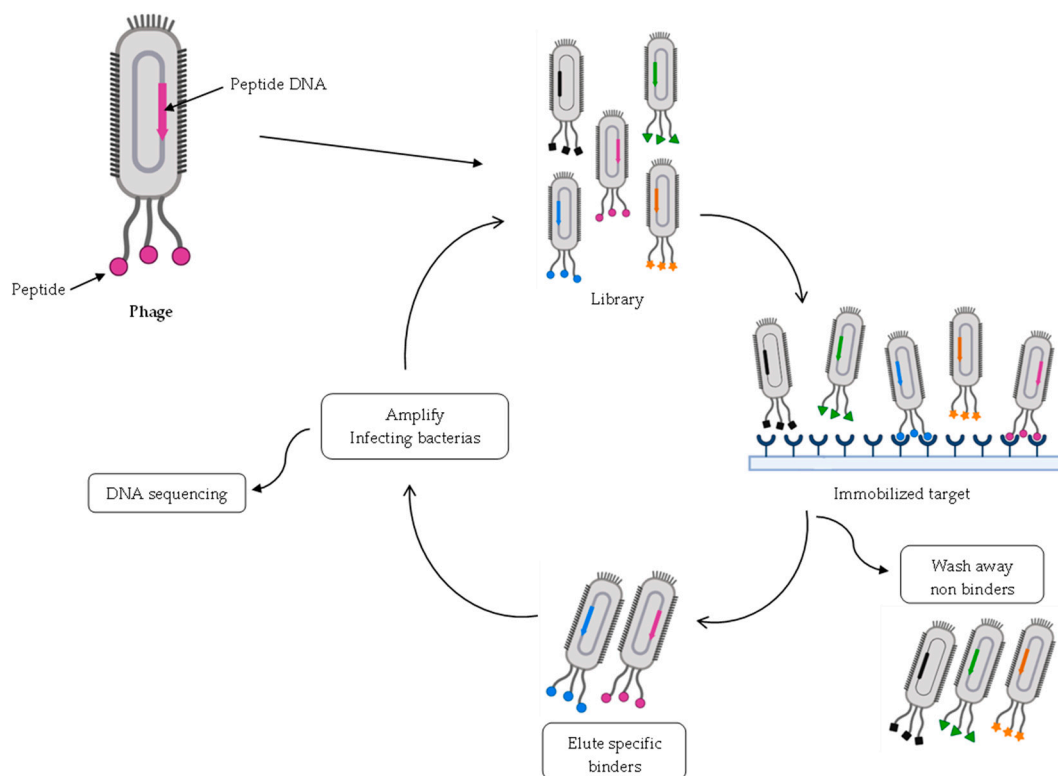 Peptide DNA
Peptide
Phage
Library
Immobilized target
Wash away
non binders
Elute specific
binders
Amplify
Infecting bacterias
DNA sequencing